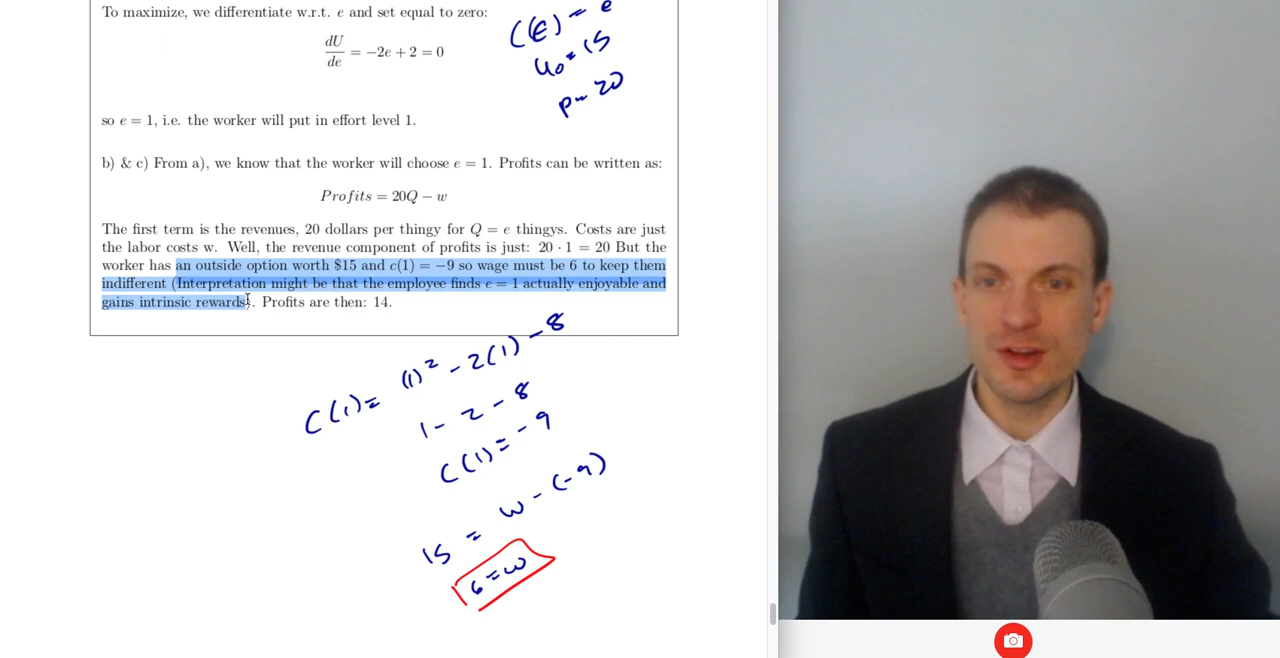 To maximize, we differentiate w.r.t. e and set equal to zero:
dU/de = −2e + 2 = 0
C(E) = e
u₀ = 15
p = 20
so e = 1, i.e. the worker will put in effort level 1.
b) & c) From a), we know that the worker will choose e = 1. Profits can be written as:
Profits = 20Q − w
The first term is the revenues, 20 dollars per thingy for Q = e thingys. Costs are just
the labor costs w. Well, the revenue component of profits is just: 20 · 1 = 20 But the
worker has an outside option worth $15 and c(1) = −9 so wage must be 6 to keep them
indifferent (Interpretation might be that the employee finds e = 1 actually enjoyable and
gains intrinsic rewards). Profits are then: 14.
C(1) = (1)² − 2(1) − 8
1 − 2 − 8
C(1) = −9
15 = w − (−9)
6 = w